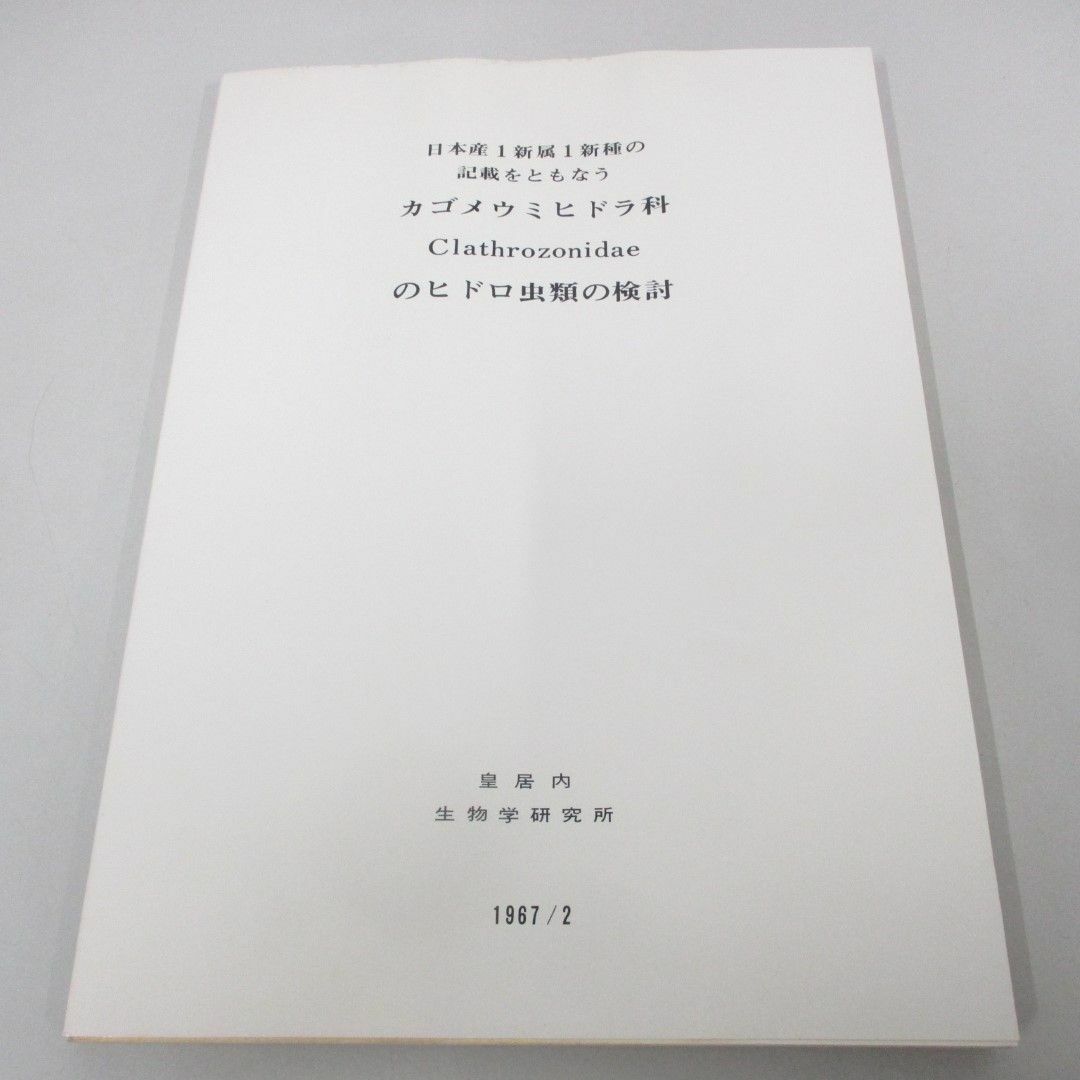 日本産1新属1新種の
記載をともなう
カゴメウミヒドラ科
Clathrozonidae
のヒドロ虫類の検討
皇居内
生物学研究所
1967/2